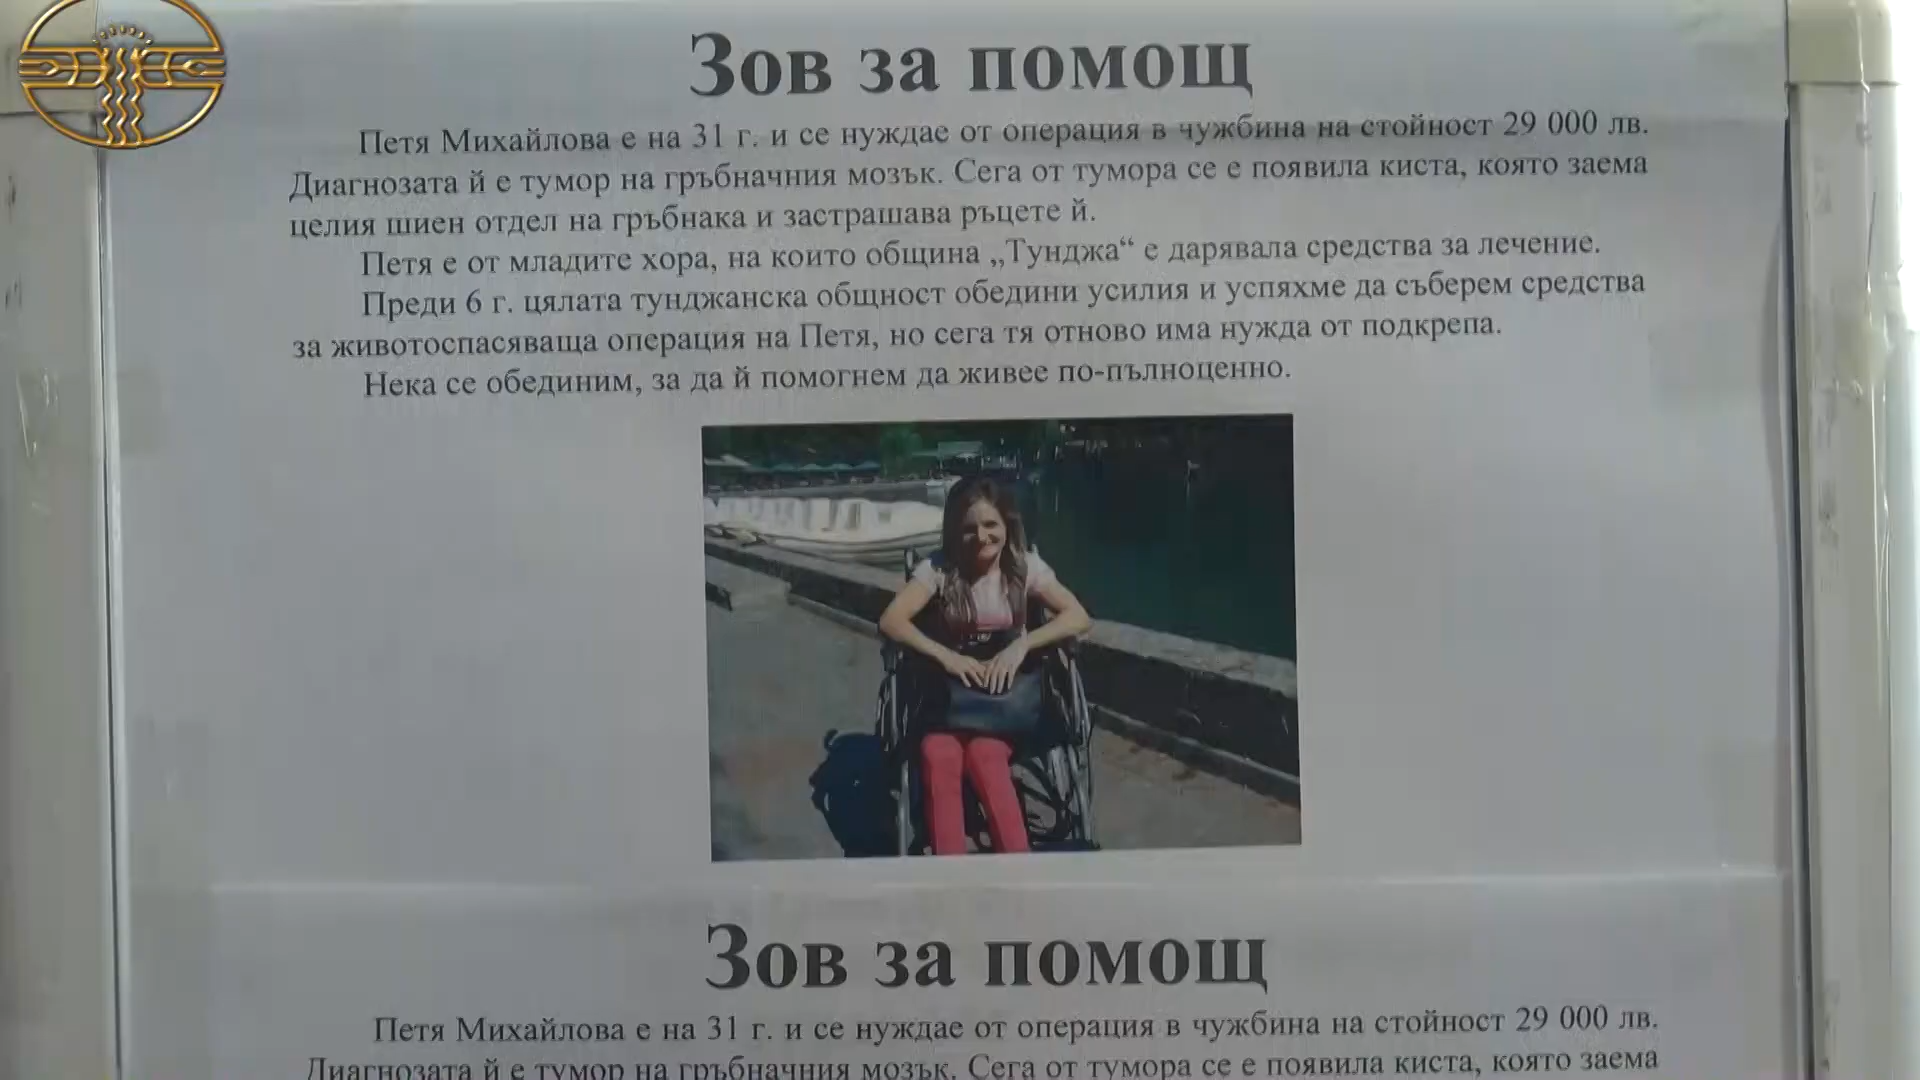 Зов за помощ
Петя Михайлова е на 31 г. и се нуждае от операция в чужбина на стойност 29 000 лв.
Диагнозата й е тумор на гръбначния мозък. Сега от тумора се е появила киста, която заема
целия шиен отдел на гръбнака и застрашава ръцете й.
Петя е от младите хора, на които община „Тунджа“ е дарявала средства за лечение.
Преди 6 г. цялата тунджанска общност обедини усилия и успяхме да съберем средства
за животоспасяваща операция на Петя, но сега тя отново има нужда от подкрепа.
Нека се обединим, за да й помогнем да живее по-пълноценно.
Зов за помощ
Петя Михайлова е на 31 г. и се нуждае от операция в чужбина на стойност 29 000 лв.
Диагнозата й е тумор на гръбначния мозък. Сега от тумора се е появила киста, която заема